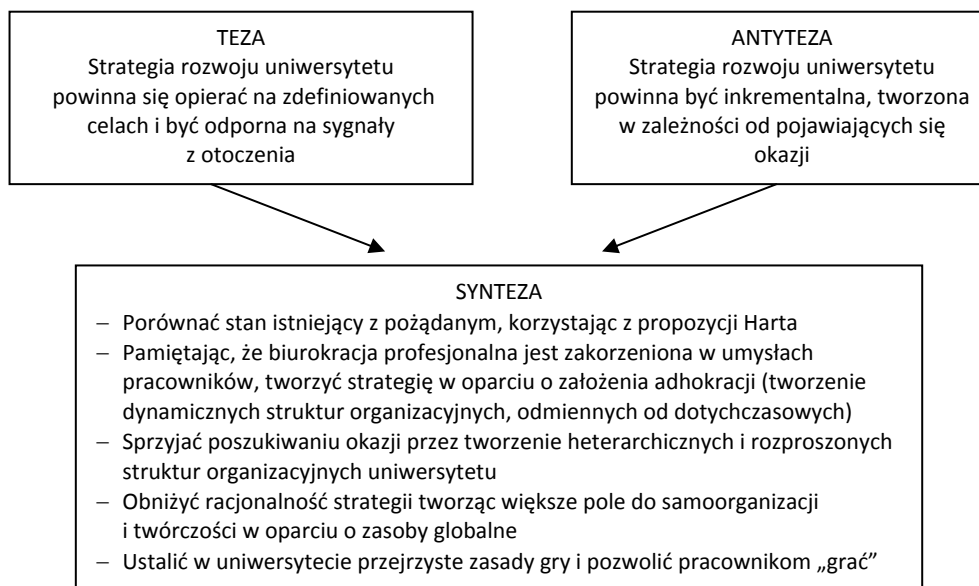 TEZA
Strategia rozwoju uniwersytetu
powinna się opierać na zdefiniowanych
celach i być odporna na sygnały
z otoczenia
ANTYTEZA
Strategia rozwoju uniwersytetu
powinna być inkrementalna, tworzona
w zależności od pojawiających się
okazji
SYNTEZA
– Porównać stan istniejący z pożądanym, korzystając z propozycji Harta
– Pamiętając, że biurokracja profesjonalna jest zakorzeniona w umysłach
pracowników, tworzyć strategię w oparciu o założenia adhokracji (tworzenie
dynamicznych struktur organizacyjnych, odmiennych od dotychczasowych)
– Sprzyjać poszukiwaniu okazji przez tworzenie heterarchicznych i rozproszonych
struktur organizacyjnych uniwersytetu
– Obniżyć racjonalność strategii tworząc większe pole do samoorganizacji
i twórczości w oparciu o zasoby globalne
– Ustalić w uniwersytecie przejrzyste zasady gry i pozwolić pracownikom „grać”